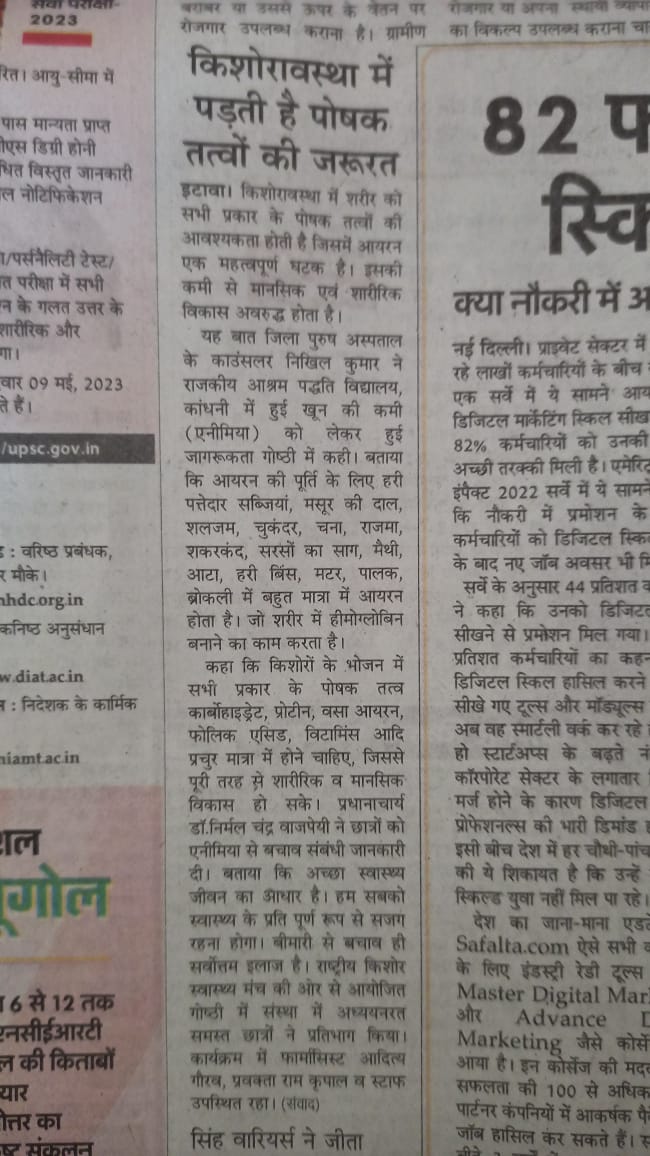 सेवा परीक्षा-
2023
रित। आयु-सीमा में
पास मान्यता प्राप्त
ीएस डिग्री होनी
धित विस्तृत जानकारी
ल नोटिफिकेशन
ा/पर्सनैलिटी टेस्ट/
त परीक्षा में सभी
न के गलत उत्तर के
शारीरिक और
गा।
वार 09 मई, 2023
ते हैं।
/upsc.gov.in
: वरिष्ठ प्रबंधक,
र मौके।
hdc.org.in
कनिष्ठ अनुसंधान
w.diat.ac.in
: निदेशक के कार्मिक
niamt.ac.in
ूगोल
6 से 12 तक
एनसीईआरटी
ल की किताबों
यार
ोत्तर का
संकलन
बराबर या उससे ऊपर के वेतन पर
रोजगार उपलब्ध कराना है। ग्रामीण
किशोरावस्था में
पड़ती है पोषक
तत्वों की जरूरत
इटावा। किशोरावस्था में शरीर को
सभी प्रकार के पोषक तत्वों की
आवश्यकता होती है जिसमें आयरन
एक महत्वपूर्ण घटक है। इसकी
कमी से मानसिक एवं शारीरिक
विकास अवरुद्ध होता है।
यह बात जिला पुरुष अस्पताल
के काउंसलर निखिल कुमार ने
राजकीय आश्रम पद्धति विद्यालय,
कांधनी में हुई खून की कमी
(एनीमिया) को लेकर हुई
जागरूकता गोष्ठी में कही। बताया
कि आयरन की पूर्ति के लिए हरी
पत्तेदार सब्जियां, मसूर की दाल,
शलजम, चुकंदर, चना, राजमा,
शकरकंद, सरसों का साग, मैथी,
आटा, हरी बिंस, मटर, पालक,
ब्रोकली में बहुत मात्रा में आयरन
होता है। जो शरीर में हीमोग्लोबिन
बनाने का काम करता है।
कहा कि किशोरों के भोजन में
सभी प्रकार के पोषक तत्व
कार्बोहाइड्रेट, प्रोटीन, वसा आयरन,
फोलिक एसिड, विटामिंस आदि
प्रचुर मात्रा में होने चाहिए, जिससे
पूरी तरह से शारीरिक व मानसिक
विकास हो सके। प्रधानाचार्य
डॉ.निर्मल चंद्र वाजपेयी ने छात्रों को
एनीमिया से बचाव संबंधी जानकारी
दी। बताया कि अच्छा स्वास्थ्य
जीवन का आधार है। हम सबको
स्वास्थ्य के प्रति पूर्ण रूप से सजग
रहना होगा। बीमारी से बचाव ही
सर्वोत्तम इलाज है। राष्ट्रीय किशोर
स्वास्थ्य मंच की ओर से आयोजित
गोष्ठी में संस्था में अध्ययनरत
समस्त छात्रों ने प्रतिभाग किया।
कार्यक्रम में फार्मासिस्ट आदित्य
गौरव, प्रवक्ता राम कृपाल व स्टाफ
उपस्थित रहा। (संवाद)
सिंह वारियर्स ने जीता
रोजगार या अपना स्थायी व्यापा
का विकल्प उपलब्ध कराना चा
82 फ
स्कि
क्या नौकरी में अ
नई दिल्ली। प्राइवेट सेक्टर में
रहे लाखों कर्मचारियों के बीच
एक सर्वे में ये सामने आय
डिजिटल मार्केटिंग स्किल सीख
82% कर्मचारियों को उनकी
अच्छी तरक्की मिली है। एमेरि
इंपैक्ट 2022 सर्वे में ये सामने
कि नौकरी में प्रमोशन के
कर्मचारियों को डिजिटल स्कि
के बाद नए जॉब अवसर भी मि
सर्वे के अनुसार 44 प्रतिशत क
ने कहा कि उनको डिजिट
सीखने से प्रमोशन मिल गया।
प्रतिशत कर्मचारियों का कहन
डिजिटल स्किल हासिल करने
सीखे गए टूल्स और मॉड्यूल्स
अब वह स्मार्टली वर्क कर रहे
हो स्टार्टअप्स के बढ़ते नं
कॉरपोरेट सेक्टर के लगातार
मर्ज होने के कारण डिजिटल
प्रोफेशनल्स की भारी डिमांड ह
इसी बीच देश में हर चौथी-पांच
की ये शिकायत है कि उन्हें
स्किल्ड युवा नहीं मिल पा रहे।
देश का जाना-माना एडटे
Safalta.com ऐसे सभी व
के लिए इंडस्ट्री रेडी टूल्स
Master Digital Mar
और Advance D
Marketing जैसे कोर्से
आया है। इन कोर्सेज की मदद
सफलता की 100 से अधिक
पार्टनर कंपनियों में आकर्षक पै
जॉब हासिल कर सकते हैं। स